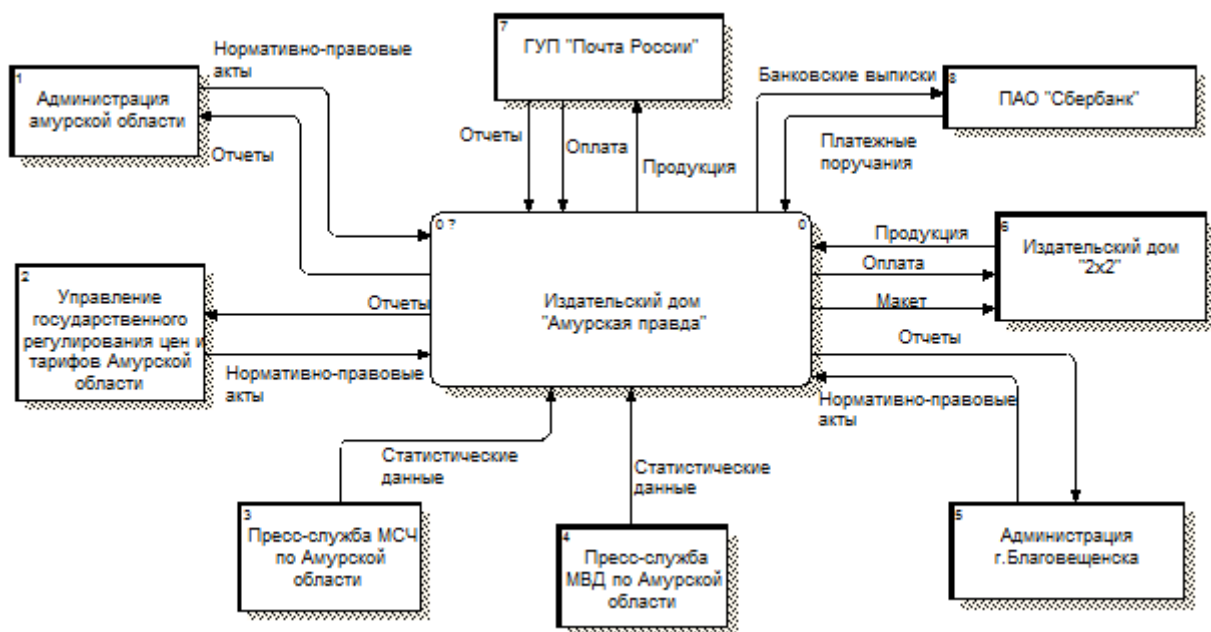 7
ГУП "Почта России"
Нормативно-правовые
акты
1
Администрация
амурской области
Отчеты
Отчеты
Оплата
Продукция
Банковские выписки
8
ПАО "Сбербанк"
Платежные
поручания
0 ?
0
Издательский дом
"Амурская правда"
Продукция
Оплата
Макет
6
Издательский дом
"2х2"
2
Управление
государственного
регулирования цен и
тарифов Амурской
области
Отчеты
Нормативно-правовые
акты
Отчеты
Нормативно-правовые
акты
Статистические
данные
Статистические
данные
3
Пресс-служба МСЧ
по Амурской
области
4
Пресс-служба
МВД по Амурской
области
5
Администрация
г.Благовещенска